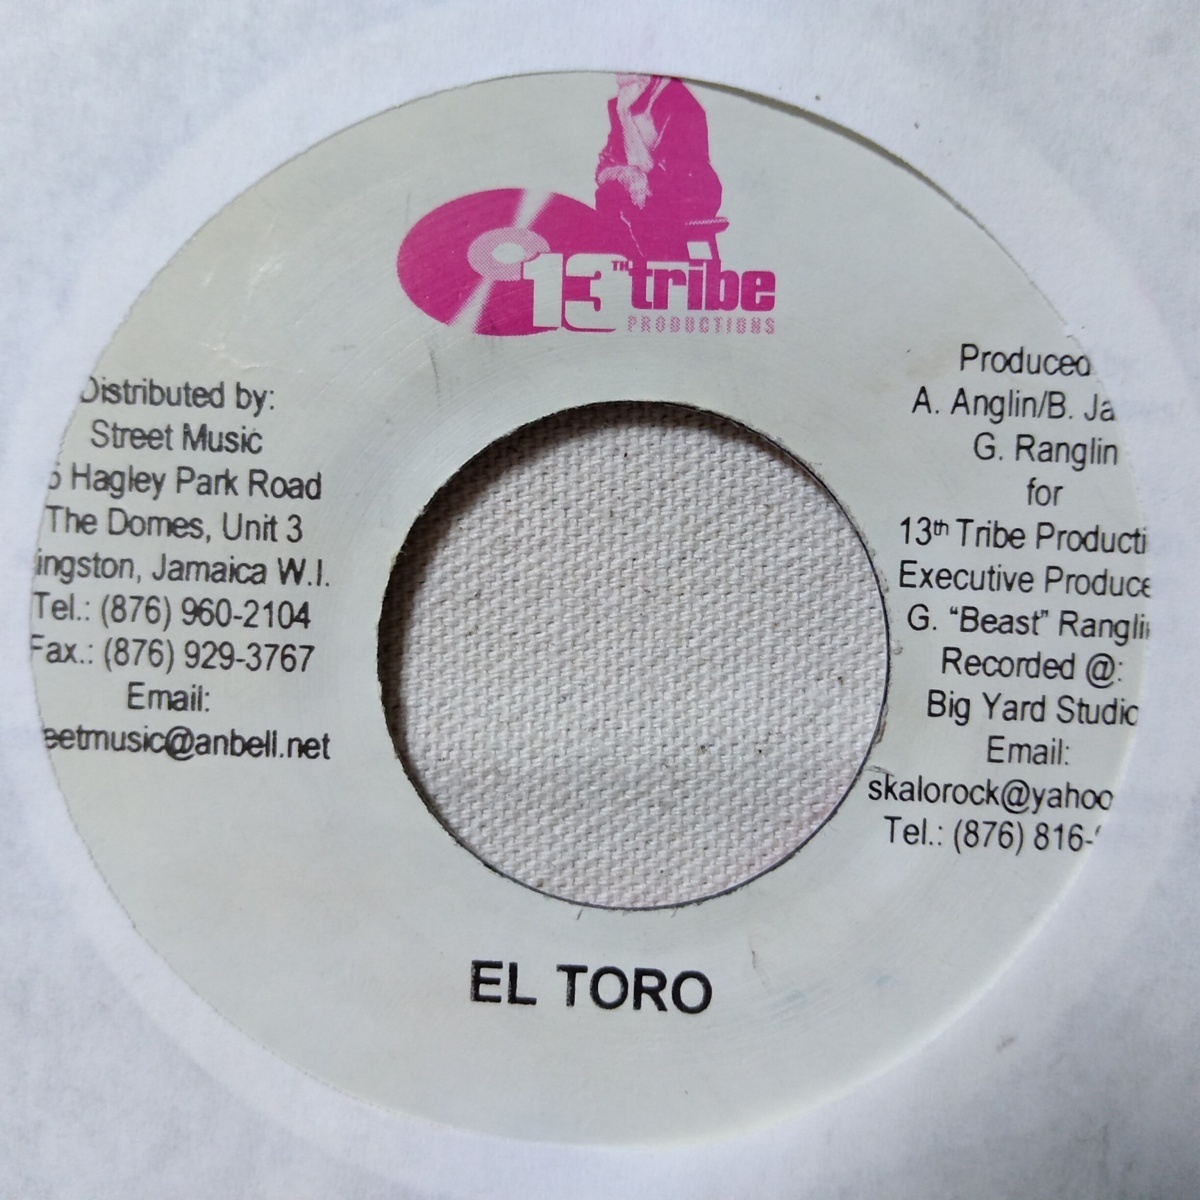 13TH tribe
PRODUCTIONS
Distributed by:
Street Music
Hagley Park Road
The Domes, Unit 3
ingston, Jamaica W.I.
Tel.: (876) 960-2104
Fax.: (876) 929-3767
Email:
eetmusic@anbell.net
Produced
A. Anglin/B. Ja
G. Ranglin
for
13th Tribe Producti
Executive Produce
G. "Beast" Ranglin
Recorded @:
Big Yard Studio
Email:
skalorock@yahoo
Tel.: (876) 816-
EL TORO